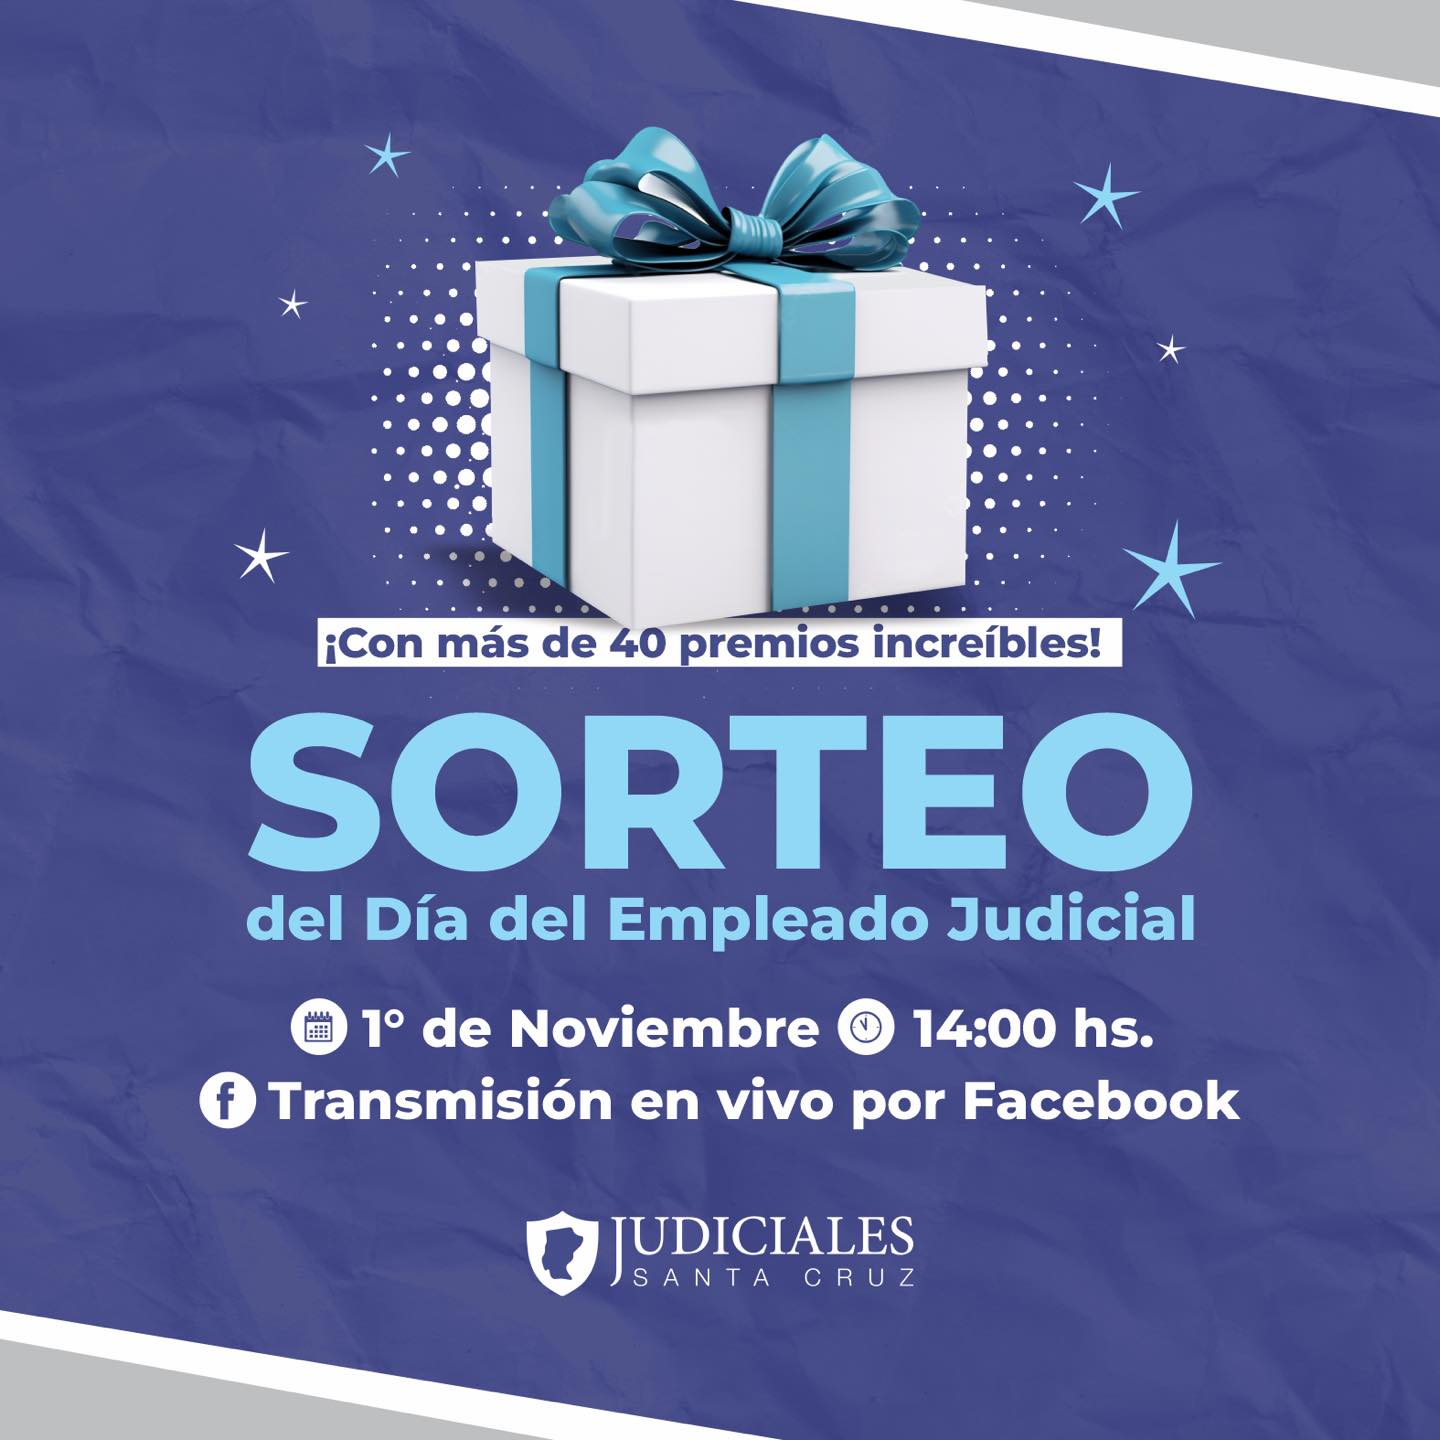 ¡Con más de 40 premios increíbles!
SORTEO
del Día del Empleado Judicial
1° de Noviembre 14:00 hs.
Transmisión en vivo por Facebook
JUDICIALES
SANTA CRUZ